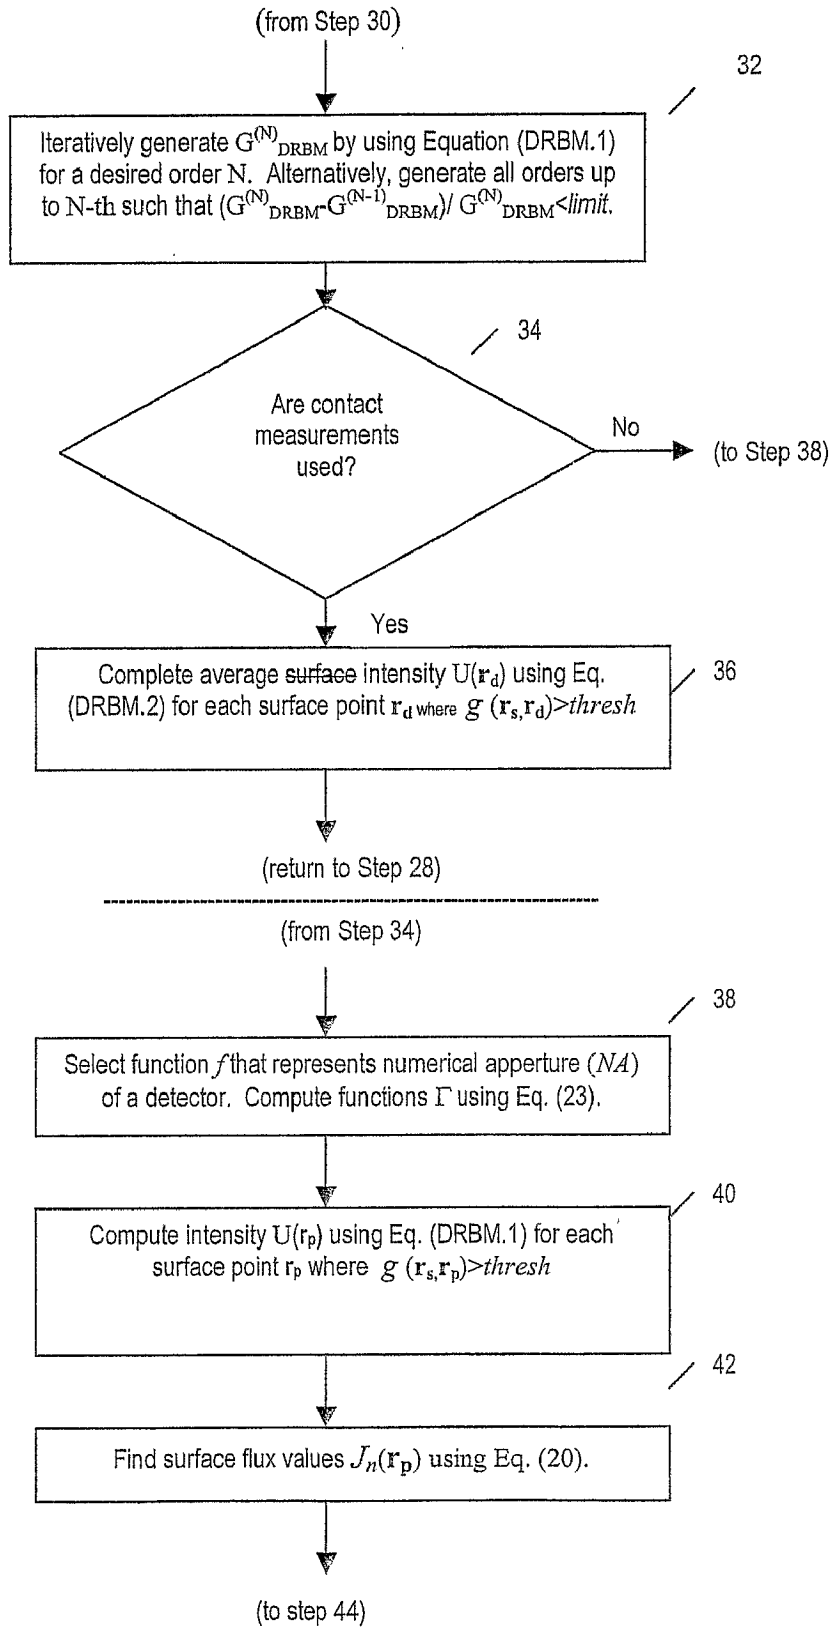 (from Step 30)
32
Iteratively generate G⁽ᴺ⁾DRBM by using Equation (DRBM.1)
for a desired order N. Alternatively, generate all orders up
to N-th such that (G⁽ᴺ⁾DRBM-G⁽ᴺ⁻¹⁾DRBM)/ G⁽ᴺ⁾DRBM<limit.
34
Are contact
measurements
used?
No
(to Step 38)
Yes
36
Complete average surface intensity U(rd) using Eq.
(DRBM.2) for each surface point rd where g (rs,rd)>thresh
(return to Step 28)
(from Step 34)
38
Select function f that represents numerical apperture (NA)
of a detector. Compute functions Γ using Eq. (23).
40
Compute intensity U(rp) using Eq. (DRBM.1) for each
surface point rp where g (rs,rp)>thresh
42
Find surface flux values Jn(rp) using Eq. (20).
(to step 44)